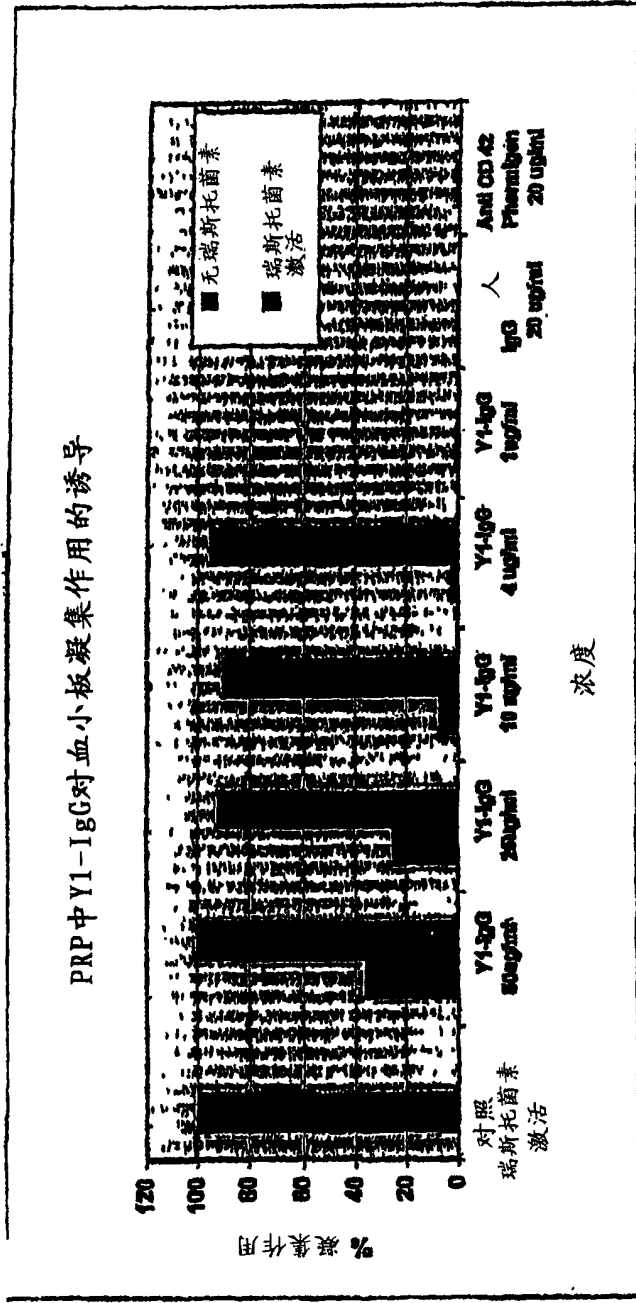 PRP中Y1-IgG对血小板凝集作用的诱导
% 凝集作用
120
100
80
60
40
20
0
无瑞斯托菌素
瑞斯托菌素
激活
对照
瑞斯托菌素
激活
Y1-IgG
50ug/ml
Y1-IgG
Y1-IgG
10 ug/ml
Y1-IgG
4 ug/ml
Y1-IgG
1ug/ml
人
IgG
20 ug/ml
Anti CD 42
20 ug/ml
浓度